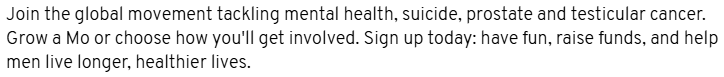 Join the global movement tackling mental health, suicide, prostate and testicular cancer.
Grow a Mo or choose how you'll get involved. Sign up today: have fun, raise funds, and help
men live longer, healthier lives.